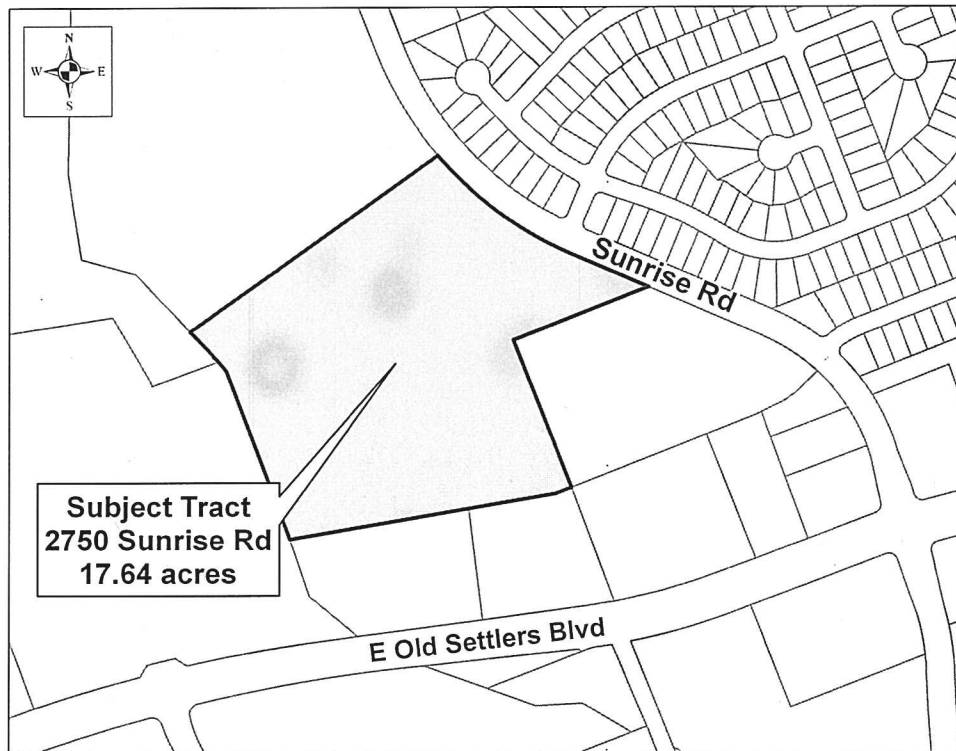 N
W E
S
Sunrise Rd
Subject Tract
2750 Sunrise Rd
17.64 acres
E Old Settlers Blvd